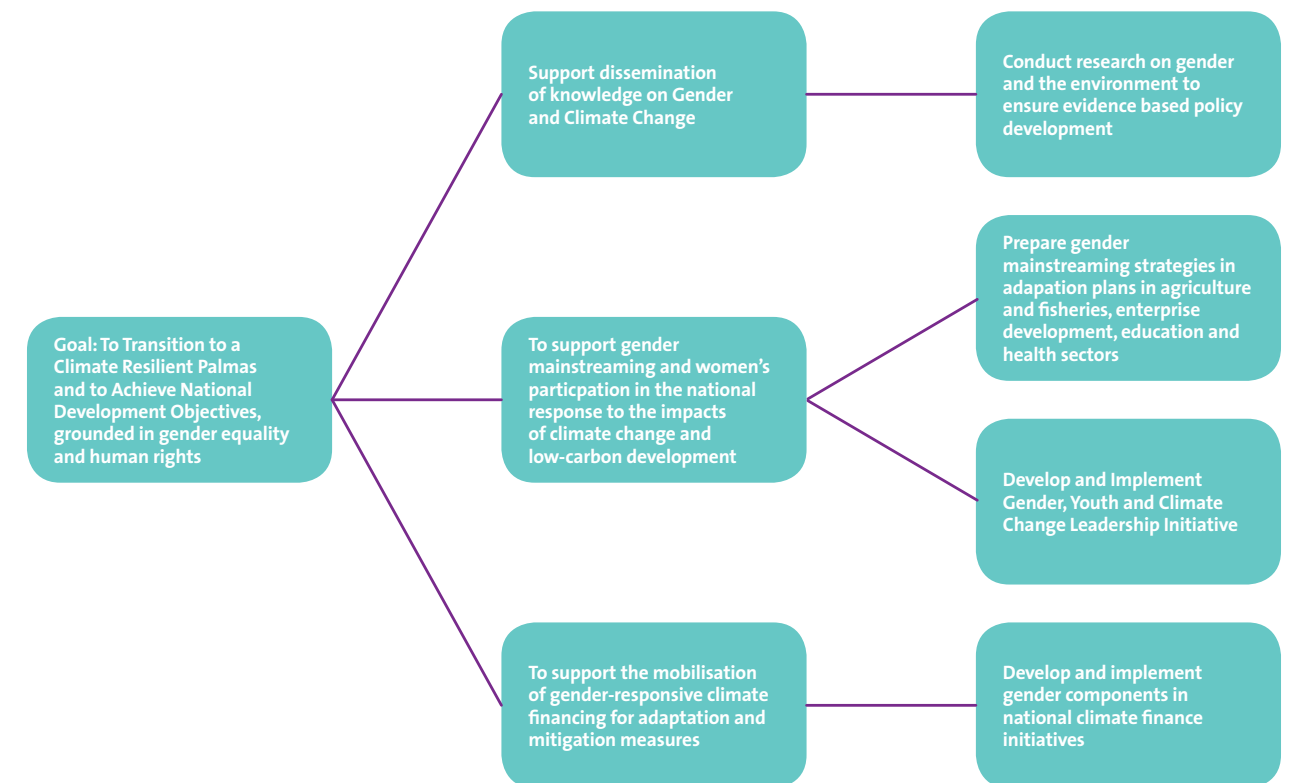 Support dissemination
of knowledge on Gender
and Climate Change
Conduct research on gender
and the environment to
ensure evidence based policy
development
Prepare gender
mainstreaming strategies in
adapation plans in agriculture
and fisheries, enterprise
development, education and
health sectors
Goal: To Transition to a
Climate Resilient Palmas
and to Achieve National
Development Objectives,
grounded in gender equality
and human rights
To support gender
mainstreaming and women’s
particpation in the national
response to the impacts
of climate change and
low-carbon development
Develop and Implement
Gender, Youth and Climate
Change Leadership Initiative
To support the mobilisation
of gender-responsive climate
financing for adaptation and
mitigation measures
Develop and implement
gender components in
national climate finance
initiatives